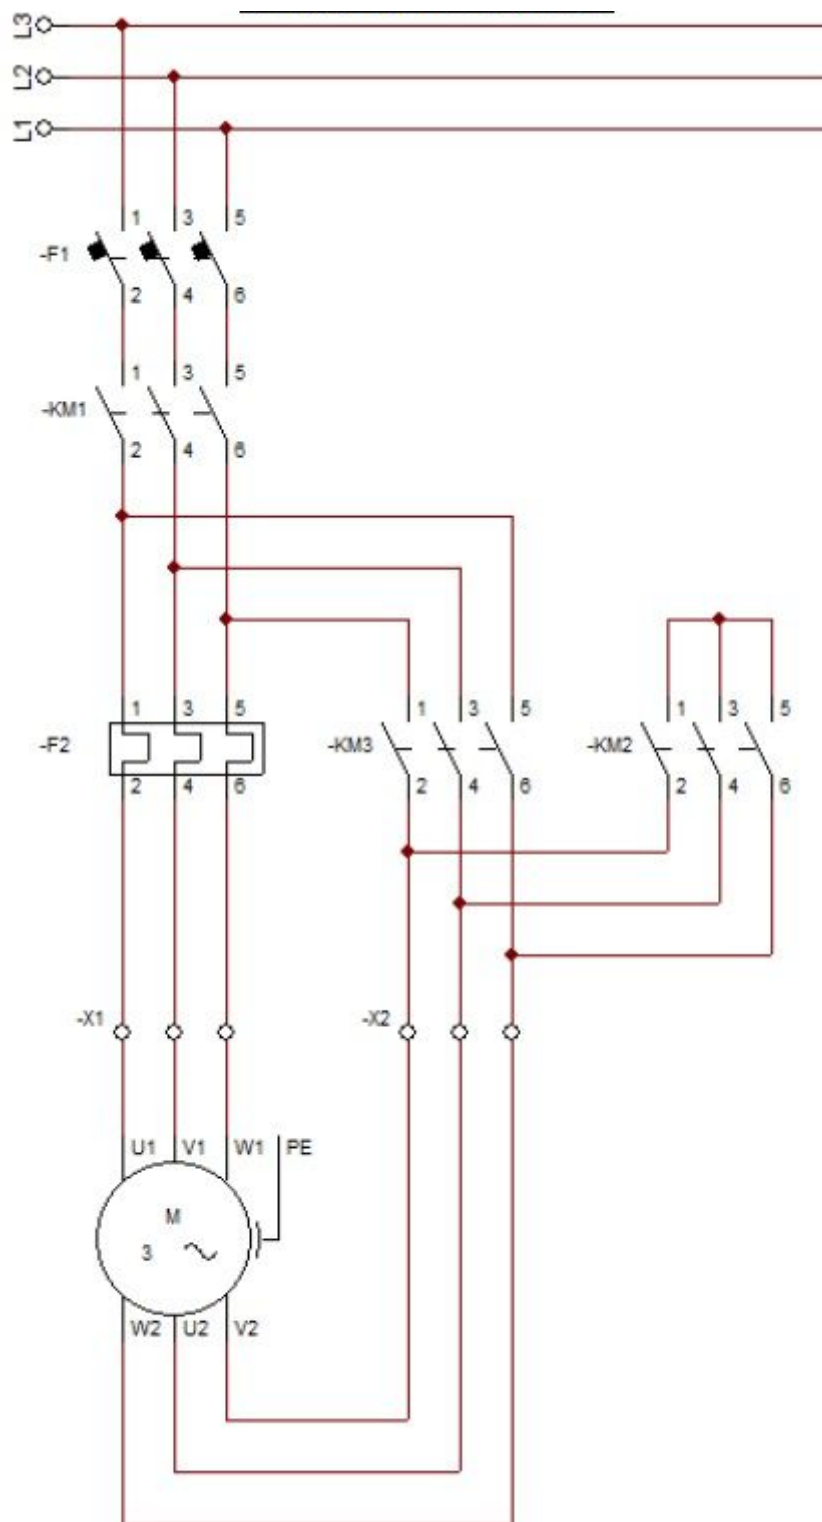 L3
L2
L1
1 3 5
-F1
2 4 6
1 3 5
-KM1
2 4 6
1 3 5 1 3 5 1 3 5
-F2 -KM3 -KM2
2 4 6 2 4 6 2 4 6
-X1 -X2
U1 V1 W1 PE
M
3
W2 U2 V2